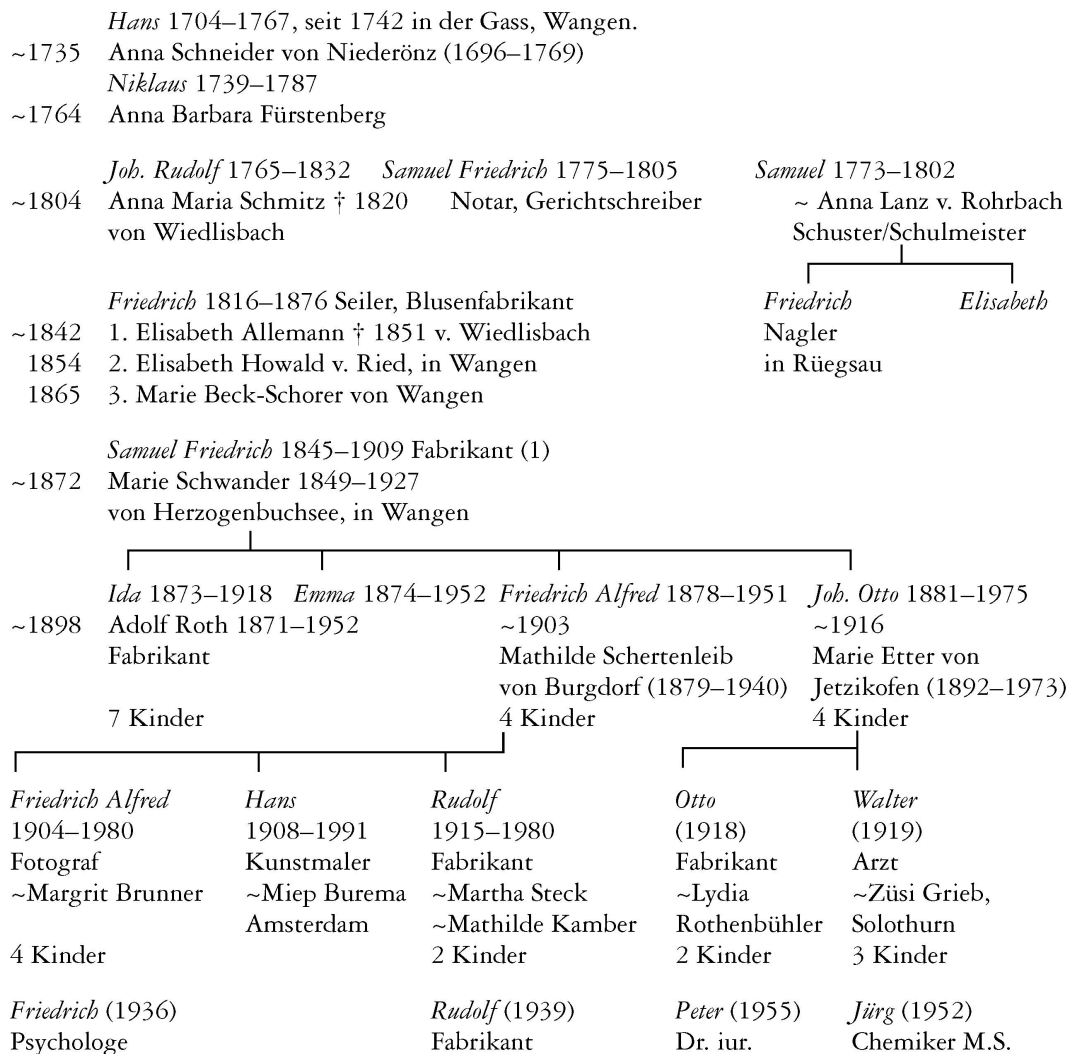 Hans 1704–1767, seit 1742 in der Gass, Wangen.
~1735 Anna Schneider von Niederönz (1696–1769)
Niklaus 1739–1787
~1764 Anna Barbara Fürstenberg
Joh. Rudolf 1765–1832 Samuel Friedrich 1775–1805 Samuel 1773–1802
~1804 Anna Maria Schmitz † 1820 Notar, Gerichtschreiber ~ Anna Lanz v. Rohrbach
von Wiedlisbach Schuster/Schulmeister
Friedrich 1816–1876 Seiler, Blusenfabrikant Friedrich Elisabeth
~1842 1. Elisabeth Allemann † 1851 v. Wiedlisbach Nagler
1854 2. Elisabeth Howald v. Ried, in Wangen in Rüegsau
1865 3. Marie Beck-Schorer von Wangen
Samuel Friedrich 1845–1909 Fabrikant (1)
~1872 Marie Schwander 1849–1927
von Herzogenbuchsee, in Wangen
Ida 1873–1918 Emma 1874–1952 Friedrich Alfred 1878–1951 Joh. Otto 1881–1975
~1898 Adolf Roth 1871–1952 ~1903 ~1916
Fabrikant Mathilde Schertenleib Marie Etter von
von Burgdorf (1879–1940) Jetzikofen (1892–1973)
7 Kinder 4 Kinder 4 Kinder
Friedrich Alfred Hans Rudolf Otto Walter
1904–1980 1908–1991 1915–1980 (1918) (1919)
Fotograf Kunstmaler Fabrikant Fabrikant Arzt
~Margrit Brunner ~Miep Burema ~Martha Steck ~Lydia ~Züsi Grieb,
Amsterdam ~Mathilde Kamber Rothenbühler Solothurn
4 Kinder 2 Kinder 2 Kinder 3 Kinder
Friedrich (1936) Rudolf (1939) Peter (1955) Jürg (1952)
Psychologe Fabrikant Dr. iur. Chemiker M.S.